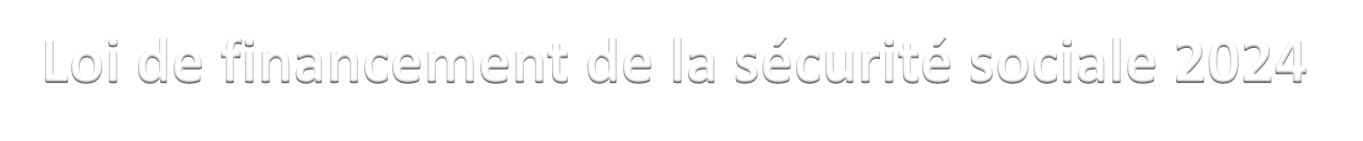 Loi de financement de la sécurité sociale 2024